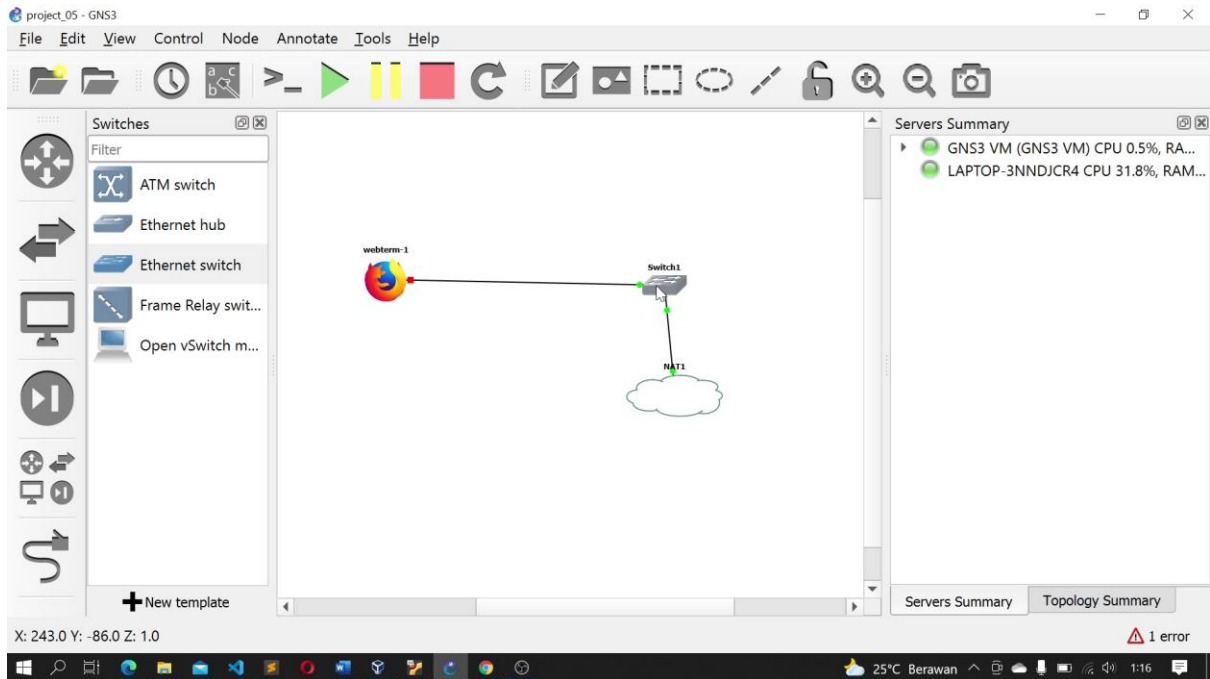 project_05 - GNS3
File Edit View Control Node Annotate Tools Help
Switches
Filter
ATM switch
Ethernet hub
Ethernet switch
Frame Relay swit...
Open vSwitch m...
New template
webterm-1
Switch1
NAT1
Servers Summary
GNS3 VM (GNS3 VM) CPU 0.5%, RA...
LAPTOP-3NNDJCR4 CPU 31.8%, RAM...
Servers Summary Topology Summary
X: 243.0 Y: -86.0 Z: 1.0
1 error
25°C Berawan 1:16